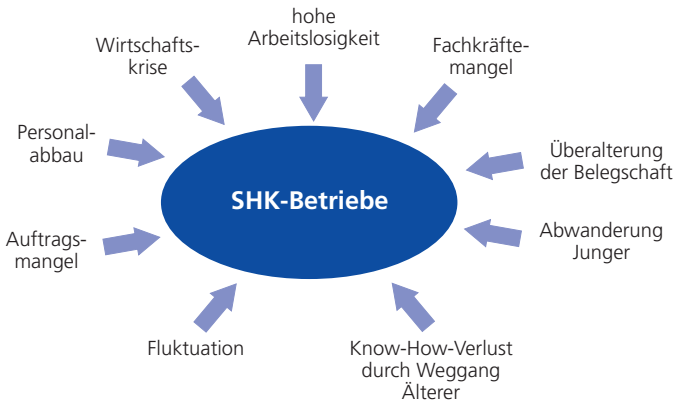 hohe
Arbeitslosigkeit
Wirtschafts-
krise
Fachkräfte-
mangel
Personal-
abbau
Überalterung
der Belegschaft
SHK-Betriebe
Auftrags-
mangel
Abwanderung
Junger
Fluktuation
Know-How-Verlust
durch Weggang
Älterer